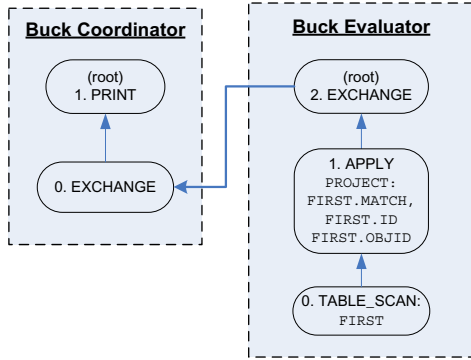 Buck Coordinator
(root)
1. PRINT
0. EXCHANGE
Buck Evaluator
(root)
2. EXCHANGE
1. APPLY
PROJECT:
FIRST.MATCH,
FIRST.ID
FIRST.OBJID
0. TABLE_SCAN:
FIRST